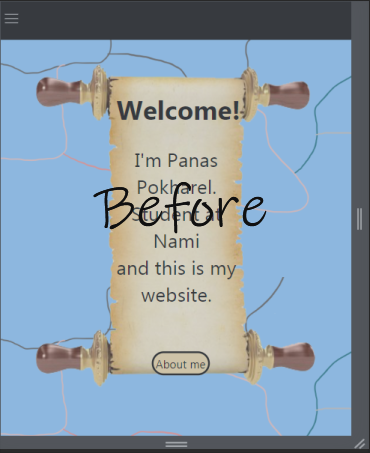 Welcome!
I'm Panas
Pokharel.
Before
Student at
Nami
and this is my
website.
About me